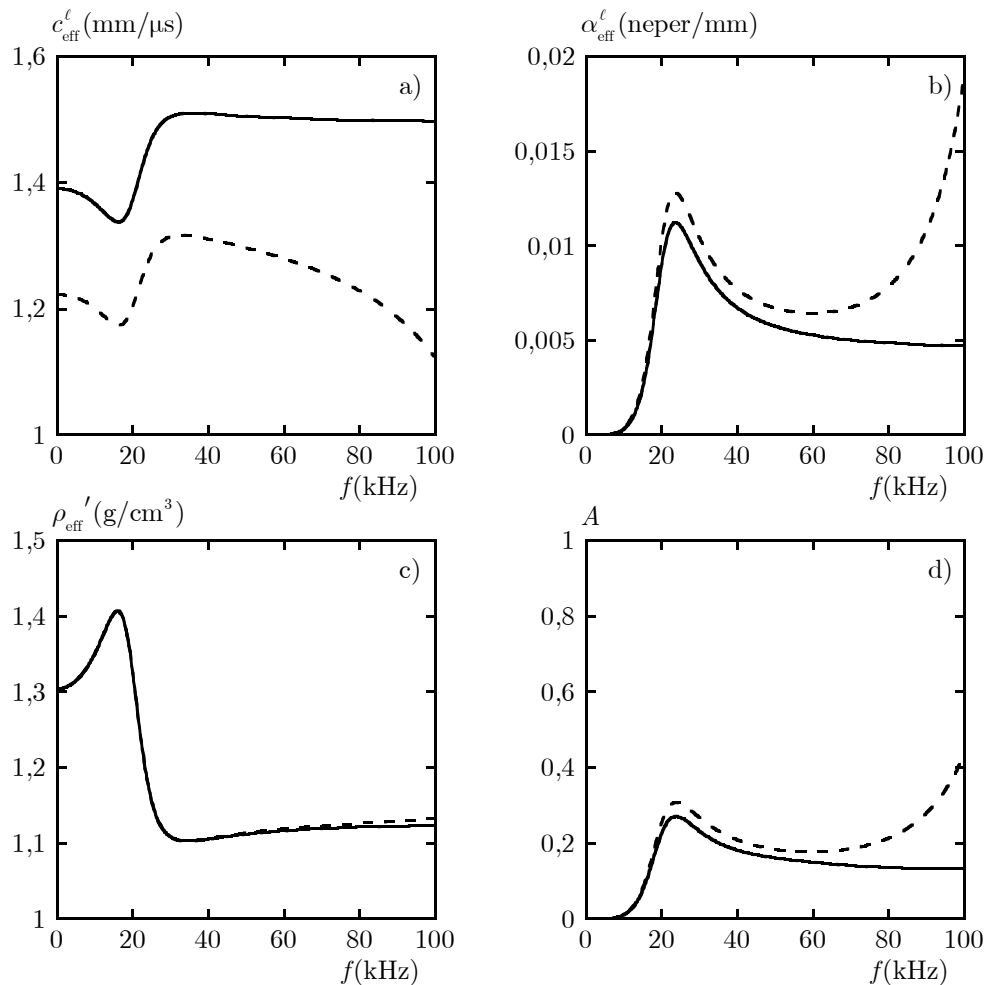 c_eff^ℓ (mm/µs)
1,6
a)
1,4
1,2
1
0 20 40 60 80 100
f(kHz)
α_eff^ℓ (neper/mm)
0,02
b)
0,015
0,01
0,005
0
0 20 40 60 80 100
f(kHz)
ρ_eff′ (g/cm³)
1,5
c)
1,4
1,3
1,2
1,1
1
0 20 40 60 80 100
f(kHz)
A
1
d)
0,8
0,6
0,4
0,2
0
0 20 40 60 80 100
f(kHz)